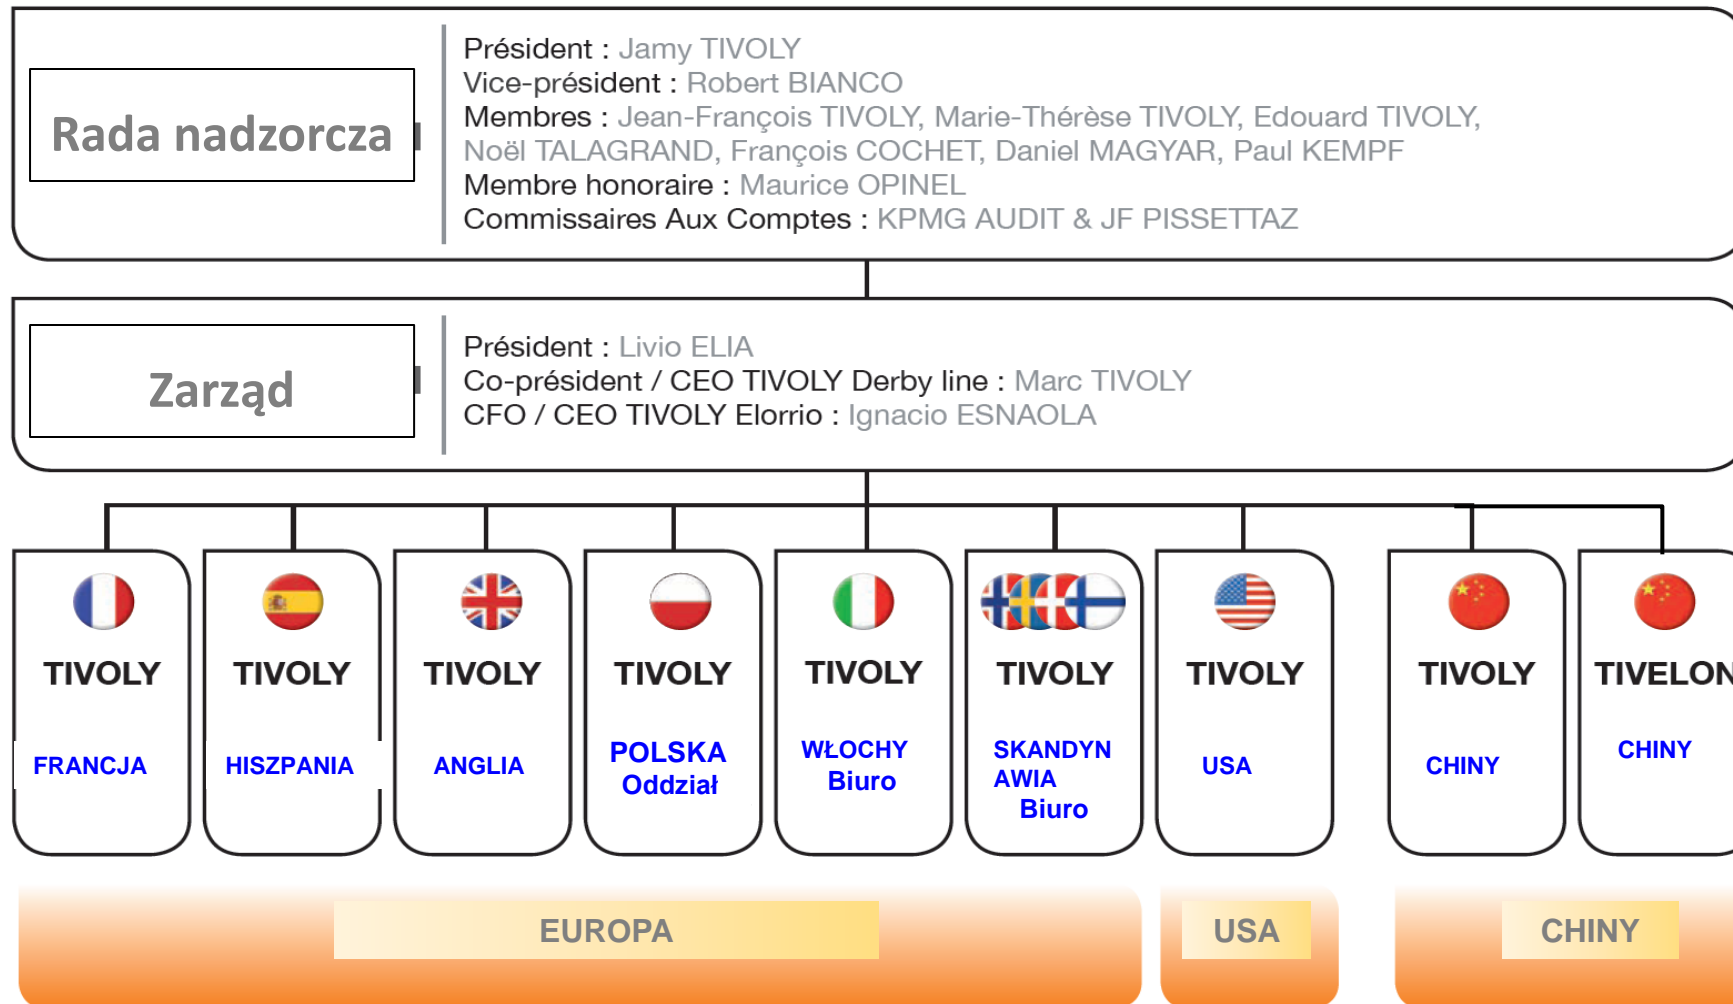 Rada nadzorcza
Président : Jamy TIVOLY
Vice-président : Robert BIANCO
Membres : Jean-François TIVOLY, Marie-Thérèse TIVOLY, Edouard TIVOLY,
Noël TALAGRAND, François COCHET, Daniel MAGYAR, Paul KEMPF
Membre honoraire : Maurice OPINEL
Commissaires Aux Comptes : KPMG AUDIT & JF PISSETTAZ
Zarząd
Président : Livio ELIA
Co-président / CEO TIVOLY Derby line : Marc TIVOLY
CFO / CEO TIVOLY Elorrio : Ignacio ESNAOLA
TIVOLY
FRANCJA
TIVOLY
HISZPANIA
TIVOLY
ANGLIA
TIVOLY
POLSKA
Oddział
TIVOLY
WŁOCHY
Biuro
TIVOLY
SKANDYN
AWIA
Biuro
TIVOLY
USA
TIVOLY
CHINY
TIVELON
CHINY
EUROPA
USA
CHINY